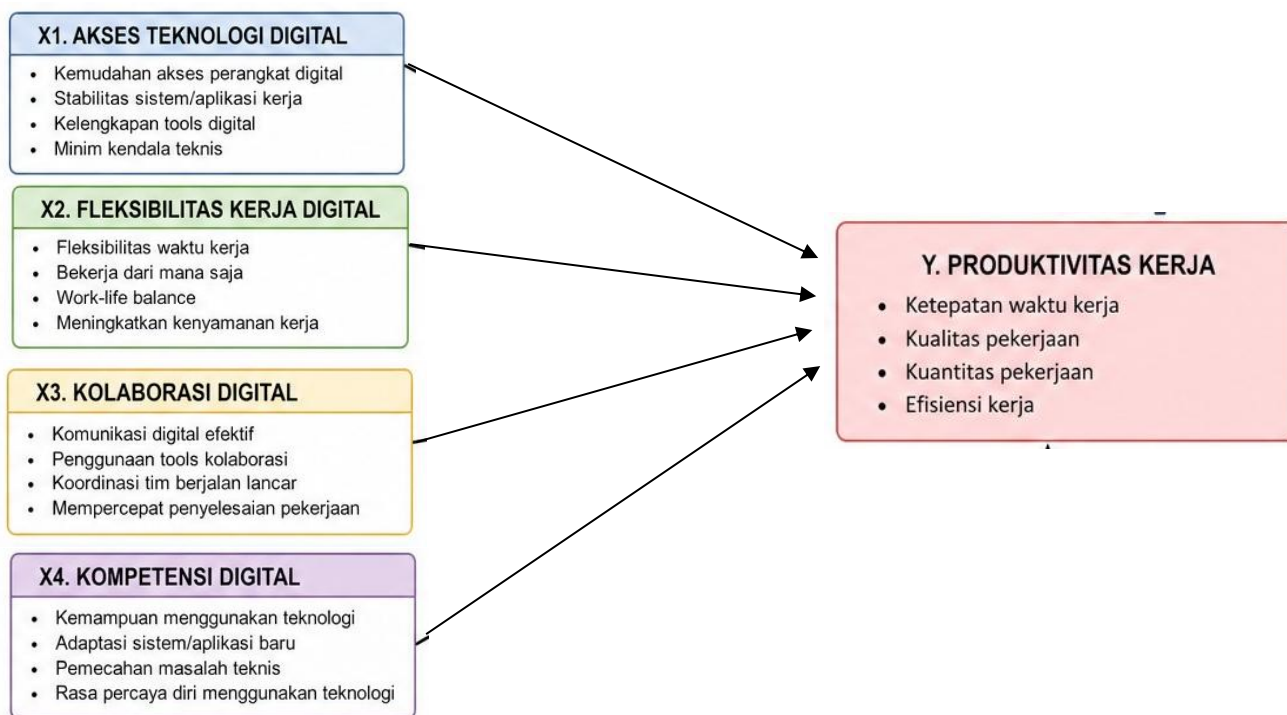 X1. AKSES TEKNOLOGI DIGITAL
• Kemudahan akses perangkat digital
• Stabilitas sistem/aplikasi kerja
• Kelengkapan tools digital
• Minim kendala teknis
X2. FLEKSIBILITAS KERJA DIGITAL
• Fleksibilitas waktu kerja
• Bekerja dari mana saja
• Work-life balance
• Meningkatkan kenyamanan kerja
X3. KOLABORASI DIGITAL
• Komunikasi digital efektif
• Penggunaan tools kolaborasi
• Koordinasi tim berjalan lancar
• Mempercepat penyelesaian pekerjaan
X4. KOMPETENSI DIGITAL
• Kemampuan menggunakan teknologi
• Adaptasi sistem/aplikasi baru
• Pemecahan masalah teknis
• Rasa percaya diri menggunakan teknologi
Y. PRODUKTIVITAS KERJA
• Ketepatan waktu kerja
• Kualitas pekerjaan
• Kuantitas pekerjaan
• Efisiensi kerja